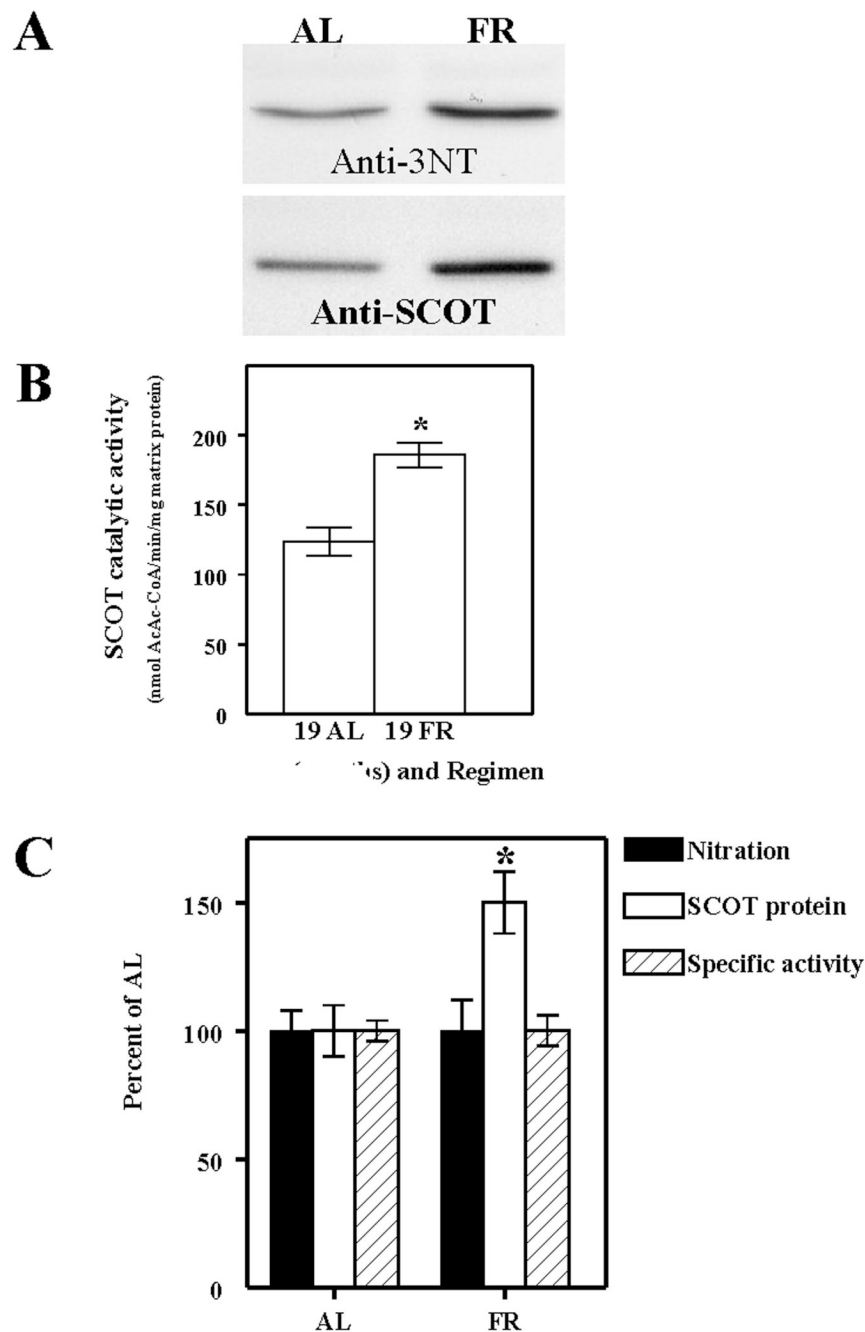 A
AL FR
Anti-3NT
Anti-SCOT
B
SCOT catalytic activity
(nmol AcAc-CoA/min/mg matrix protein)
200
*
150
100
50
0
19 AL 19 FR
and Regimen
C
Percent of AL
150
*
100
50
0
AL FR
Nitration
SCOT protein
Specific activity